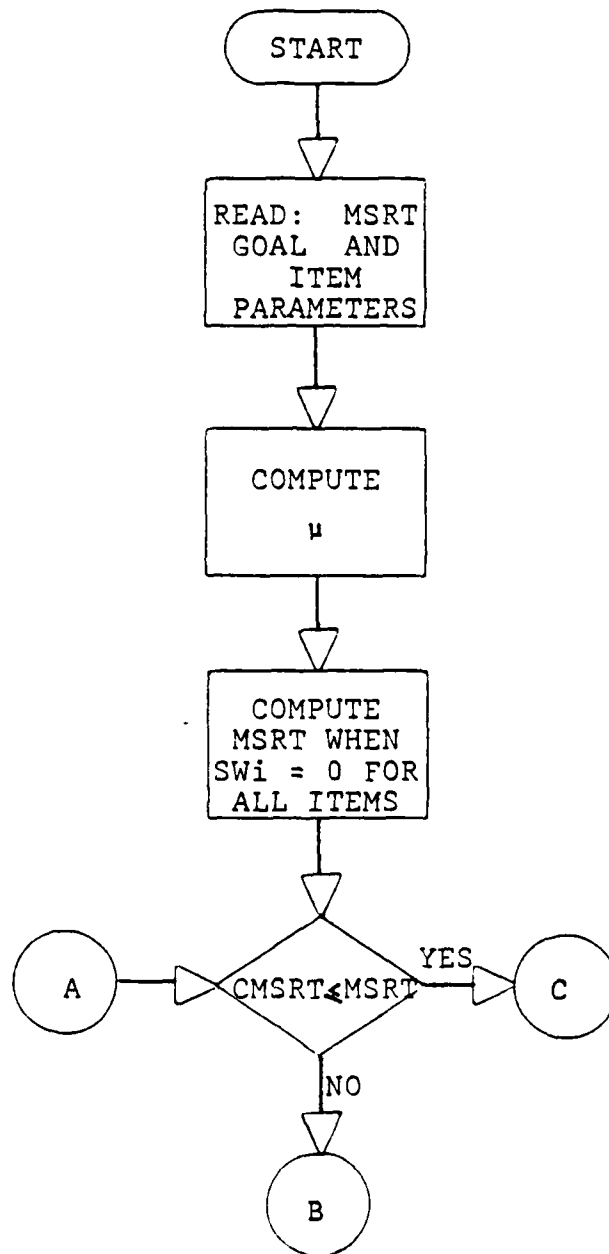 START
READ: MSRT
GOAL AND
ITEM
PARAMETERS
COMPUTE
µ
COMPUTE
MSRT WHEN
SWi = 0 FOR
ALL ITEMS
A
CMSRT≤MSRT
YES
C
NO
B